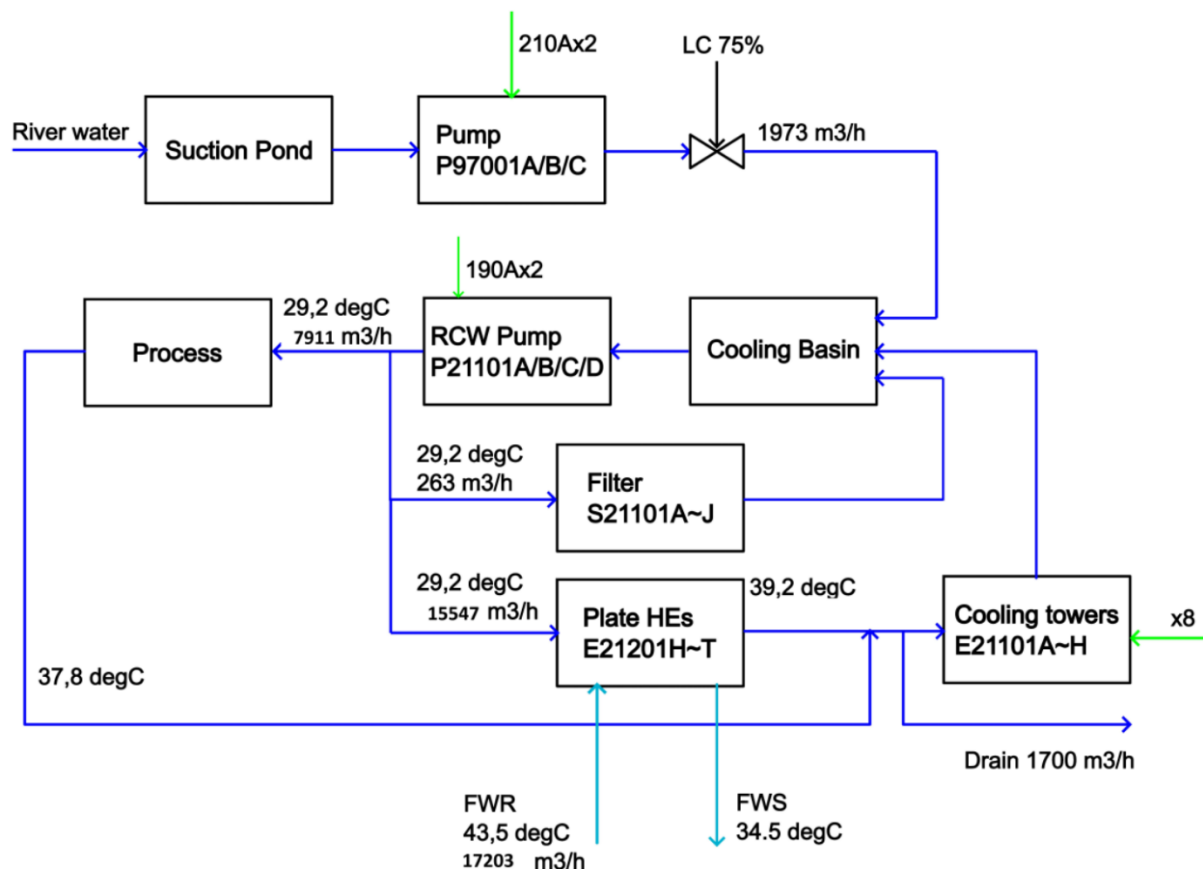 210Ax2
LC 75%
River water
Suction Pond
Pump
P97001A/B/C
1973 m3/h
190Ax2
29,2 degC
7911 m3/h
Process
RCW Pump
P21101A/B/C/D
Cooling Basin
29,2 degC
263 m3/h
Filter
S21101A~J
29,2 degC
15547 m3/h
Plate HEs
E21201H~T
39,2 degC
Cooling towers
E21101A~H
x8
37,8 degC
Drain 1700 m3/h
FWR
43,5 degC
17203 m3/h
FWS
34.5 degC